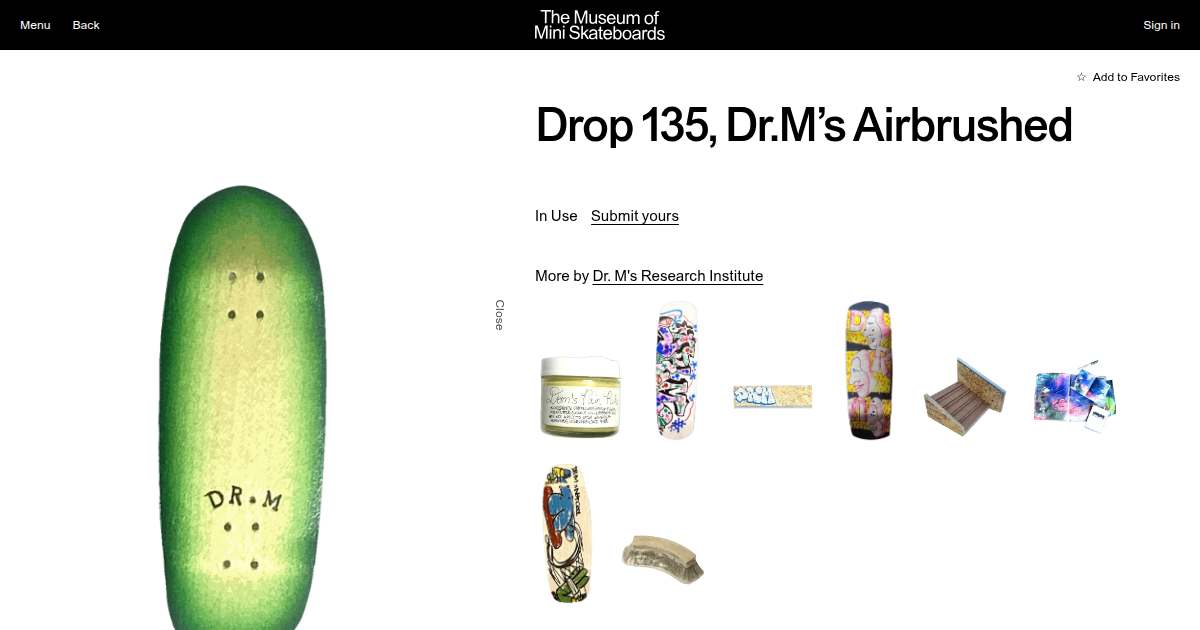 Menu
Back
The Museum of
Mini Skateboards
Sign in
☆ Add to Favorites
Drop 135, Dr.M’s Airbrushed
In Use
Submit yours
More by Dr. M's Research Institute
Close
DR.M